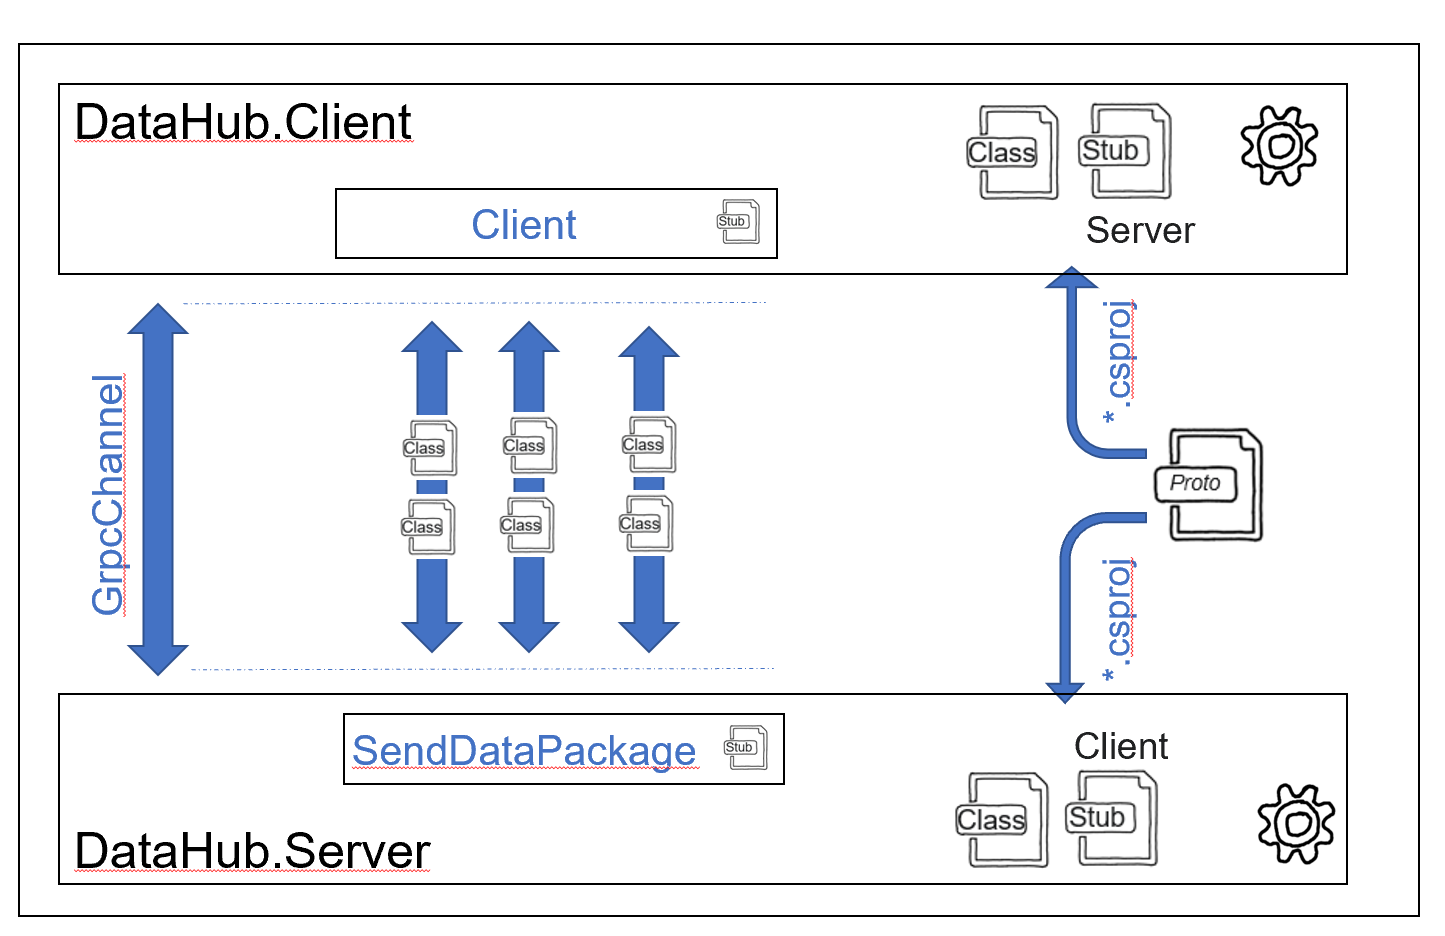 DataHub.Client
Class
Stub
Client
Stub
Server
GrpcChannel
Class
Class
Class
Class
Class
Class
*.csproj
Proto
*.csproj
SendDataPackage
Stub
Client
Class
Stub
DataHub.Server